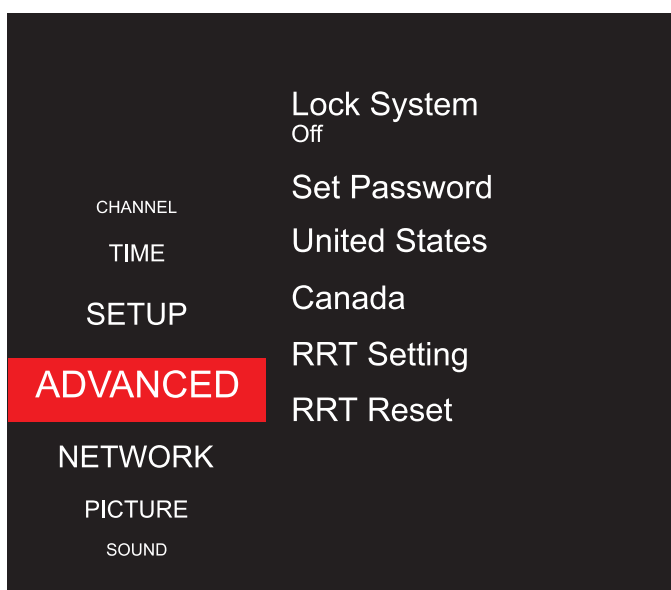 CHANNEL
TIME
SETUP
ADVANCED
NETWORK
PICTURE
SOUND
Lock System
Off
Set Password
United States
Canada
RRT Setting
RRT Reset